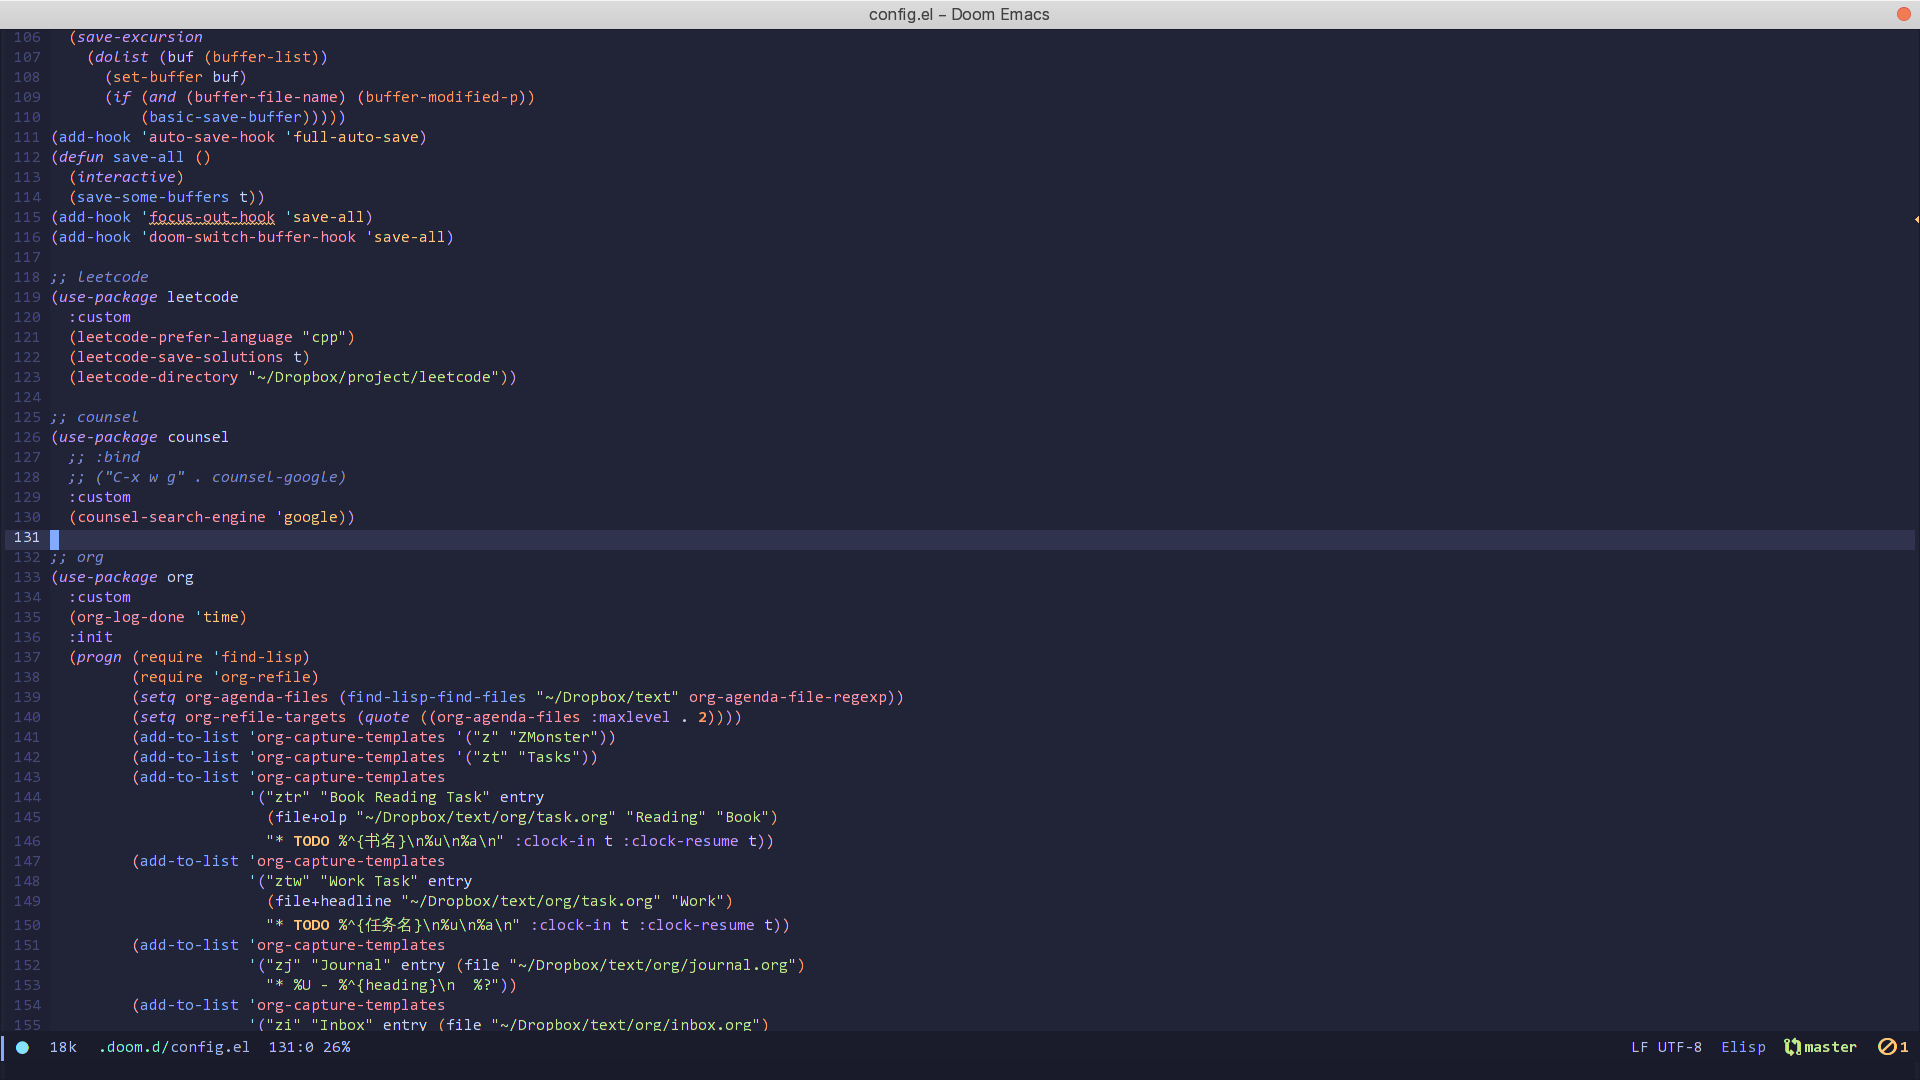 config.el – Doom Emacs
106 (save-excursion
107 (dolist (buf (buffer-list))
108 (set-buffer buf)
109 (if (and (buffer-file-name) (buffer-modified-p))
110 (basic-save-buffer)))))
111 (add-hook 'auto-save-hook 'full-auto-save)
112 (defun save-all ()
113 (interactive)
114 (save-some-buffers t))
115 (add-hook 'focus-out-hook 'save-all)
116 (add-hook 'doom-switch-buffer-hook 'save-all)
117
118 ;; leetcode
119 (use-package leetcode
120 :custom
121 (leetcode-prefer-language "cpp")
122 (leetcode-save-solutions t)
123 (leetcode-directory "~/Dropbox/project/leetcode"))
124
125 ;; counsel
126 (use-package counsel
127 ;; :bind
128 ;; ("C-x w g" . counsel-google)
129 :custom
130 (counsel-search-engine 'google))
131
132 ;; org
133 (use-package org
134 :custom
135 (org-log-done 'time)
136 :init
137 (progn (require 'find-lisp)
138 (require 'org-refile)
139 (setq org-agenda-files (find-lisp-find-files "~/Dropbox/text" org-agenda-file-regexp))
140 (setq org-refile-targets (quote ((org-agenda-files :maxlevel . 2))))
141 (add-to-list 'org-capture-templates '("z" "ZMonster"))
142 (add-to-list 'org-capture-templates '("zt" "Tasks"))
143 (add-to-list 'org-capture-templates
144 '("ztr" "Book Reading Task" entry
145 (file+olp "~/Dropbox/text/org/task.org" "Reading" "Book")
146 "* TODO %^{书名}\n%u\n%a\n" :clock-in t :clock-resume t))
147 (add-to-list 'org-capture-templates
148 '("ztw" "Work Task" entry
149 (file+headline "~/Dropbox/text/org/task.org" "Work")
150 "* TODO %^{任务名}\n%u\n%a\n" :clock-in t :clock-resume t))
151 (add-to-list 'org-capture-templates
152 '("zj" "Journal" entry (file "~/Dropbox/text/org/journal.org")
153 "* %U - %^{heading}\n  %?"))
154 (add-to-list 'org-capture-templates
155 '("zi" "Inbox" entry (file "~/Dropbox/text/org/inbox.org")
18k .doom.d/config.el 131:0 26% LF UTF-8 Elisp master 1